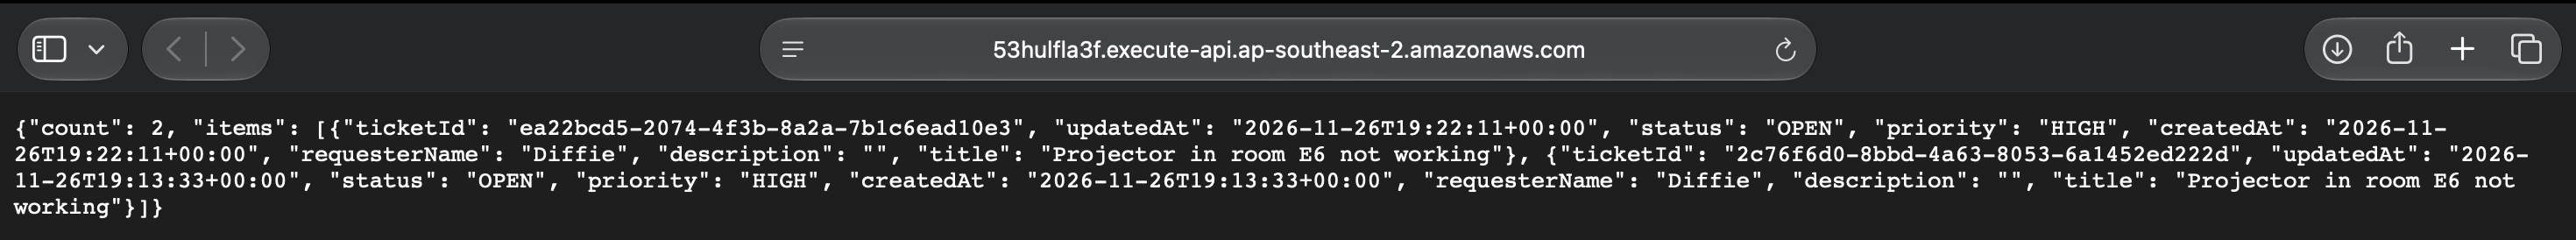 53hulfla3f.execute-api.ap-southeast-2.amazonaws.com
{"count": 2, "items": [{"ticketId": "ea22bcd5-2074-4f3b-8a2a-7b1c6ead10e3", "updatedAt": "2026-11-26T19:22:11+00:00", "status": "OPEN", "priority": "HIGH", "createdAt": "2026-11-
26T19:22:11+00:00", "requesterName": "Diffie", "description": "", "title": "Projector in room E6 not working"}, {"ticketId": "2c76f6d0-8bbd-4a63-8053-6a1452ed222d", "updatedAt": "2026-
11-26T19:13:33+00:00", "status": "OPEN", "priority": "HIGH", "createdAt": "2026-11-26T19:13:33+00:00", "requesterName": "Diffie", "description": "", "title": "Projector in room E6 not
working"}]}